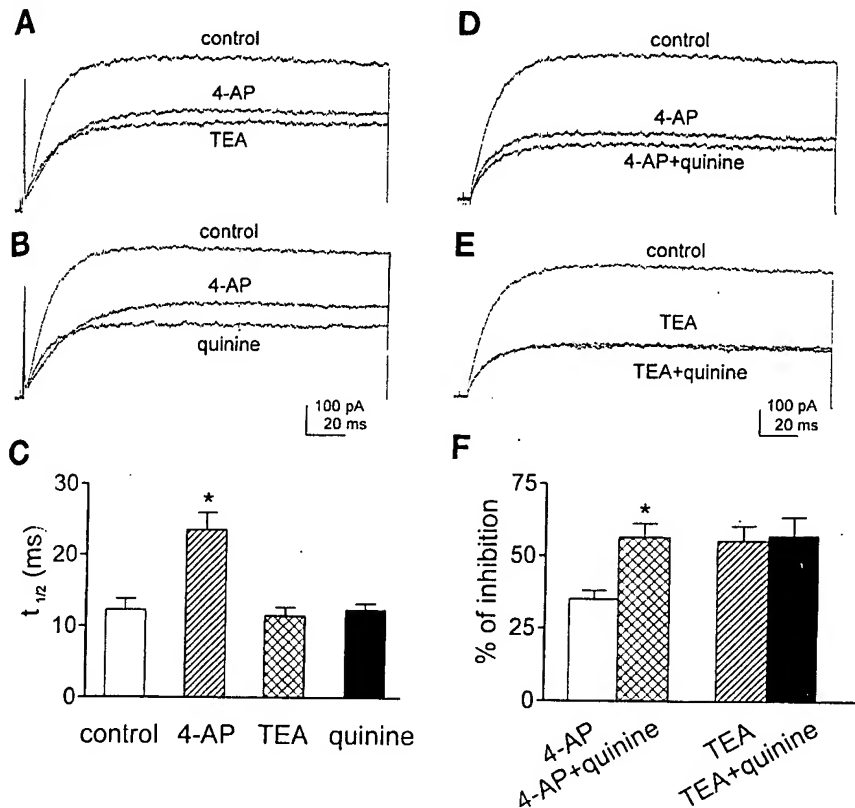 A
control
4-AP
TEA
B
control
4-AP
quinine
100 pA
20 ms
C
30
20
10
0
t1/2 (ms)
*
control 4-AP TEA quinine
D
control
4-AP
4-AP+quinine
E
control
TEA
TEA+quinine
100 pA
20 ms
F
75
50
25
0
% of inhibition
*
4-AP
4-AP+quinine
TEA
TEA+quinine